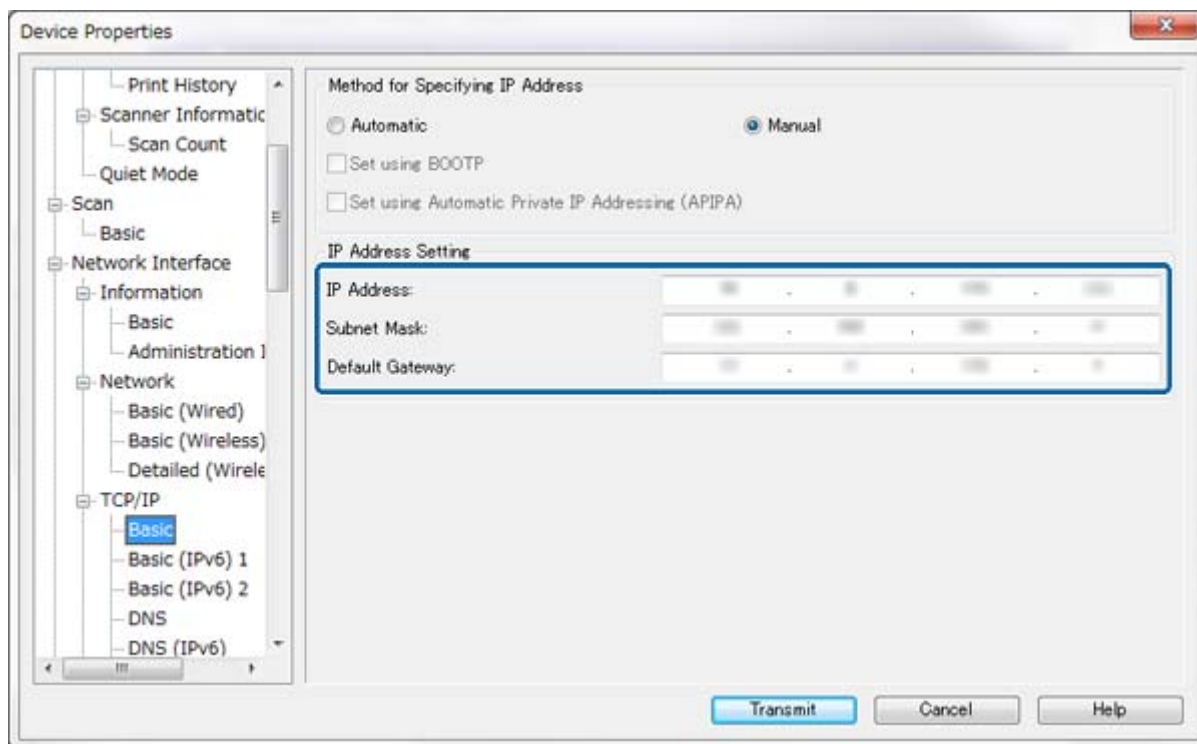 Device Properties
Print History
Scanner Informatic
Scan Count
Quiet Mode
Scan
Basic
Network Interface
Information
Basic
Administration I
Network
Basic (Wired)
Basic (Wireless)
Detailed (Wirele
TCP/IP
Basic
Basic (IPv6) 1
Basic (IPv6) 2
DNS
DNS (IPv6)
Method for Specifying IP Address
Automatic
Manual
Set using BOOTP
Set using Automatic Private IP Addressing (APIPA)
IP Address Setting
IP Address:
Subnet Mask:
Default Gateway:
Transmit
Cancel
Help